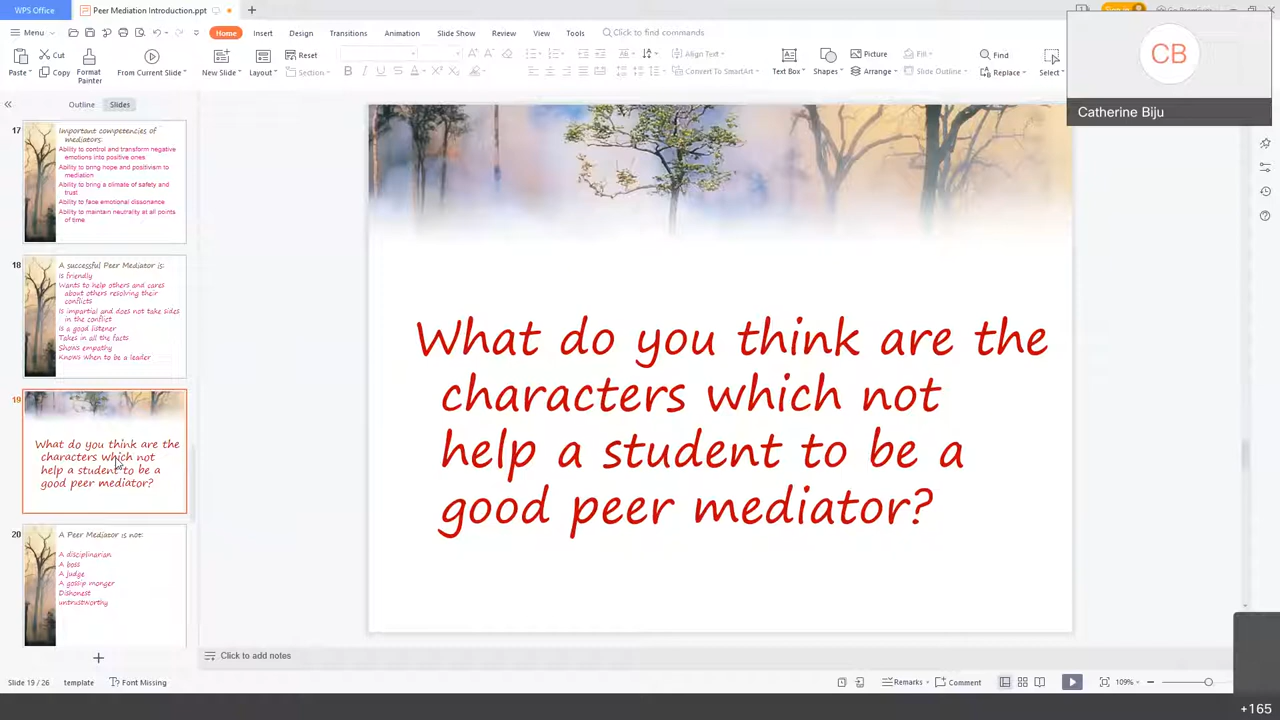 WPS Office
Peer Mediation Introduction.ppt
Menu
Home
Insert
Design
Transitions
Animation
Slide Show
Review
View
Tools
Click to find commands
Paste
Cut
Copy
Format
Painter
From Current Slide
New Slide
Layout
Reset
Section
B I U S A
Align Text
Convert To SmartArt
Text Box
Shapes
Picture
Arrange
Fill
Slide Outline
Find
Replace
Select
CB
Catherine Biju
Outline
Slides
17
Important competencies of
mediators:
Ability to control and transform negative
emotions into positive ones
Ability to bring hope and positivism to
mediation
Ability to bring a climate of safety and
trust
Ability to face emotional dissonance
Ability to maintain neutrality at all points
of time
18
A successful Peer Mediator is:
Is friendly
Wants to help others and cares
about others resolving their
conflicts
Is impartial and does not take sides
in the conflict
Is a good listener
Takes in all the facts
Shows empathy
Knows when to be a leader
19
What do you think are the
characters which not
help a student to be a
good peer mediator?
20
A Peer Mediator is not:
A disciplinarian
A boss
A judge
A gossip monger
Dishonest
untrustworthy
What do you think are the
characters which not
help a student to be a
good peer mediator?
Click to add notes
Slide 19 / 26
template
Font Missing
Remarks
Comment
109%
+165